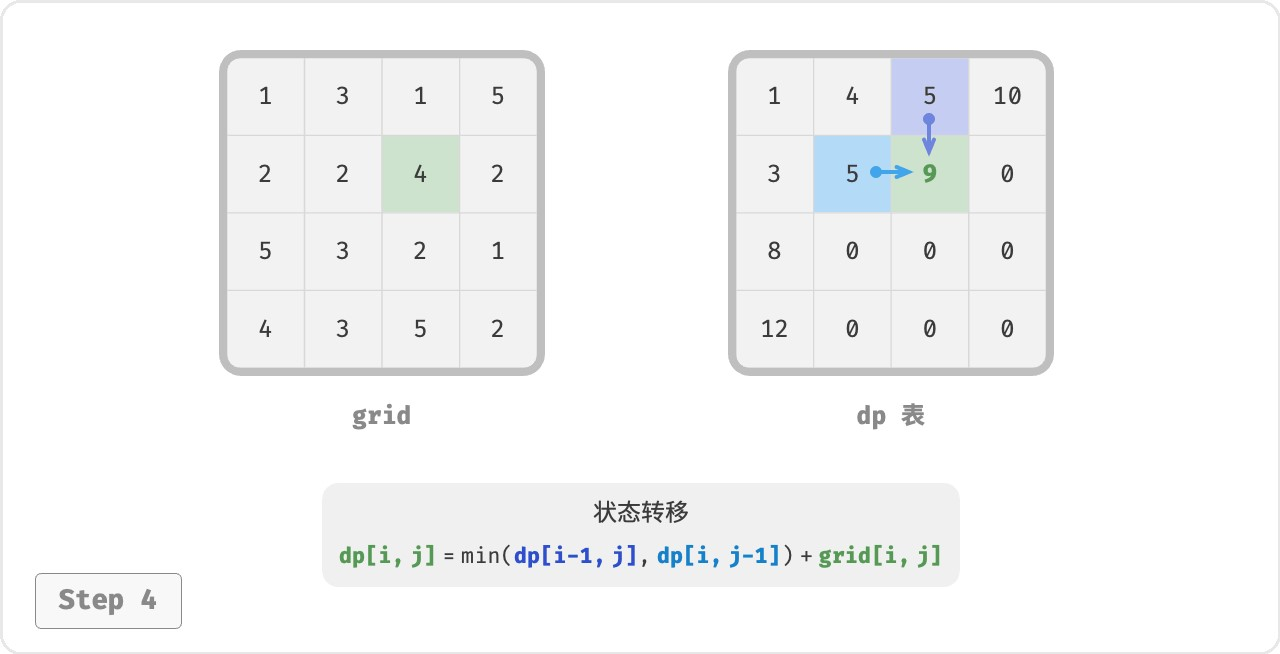 1 3 1 5 1 4 5 10
2 2 4 2 3 5 9 0
5 3 2 1 8 0 0 0
4 3 5 2 12 0 0 0
grid dp 表
状态转移
dp[i, j] = min(dp[i-1, j], dp[i, j-1]) + grid[i, j]
Step 4